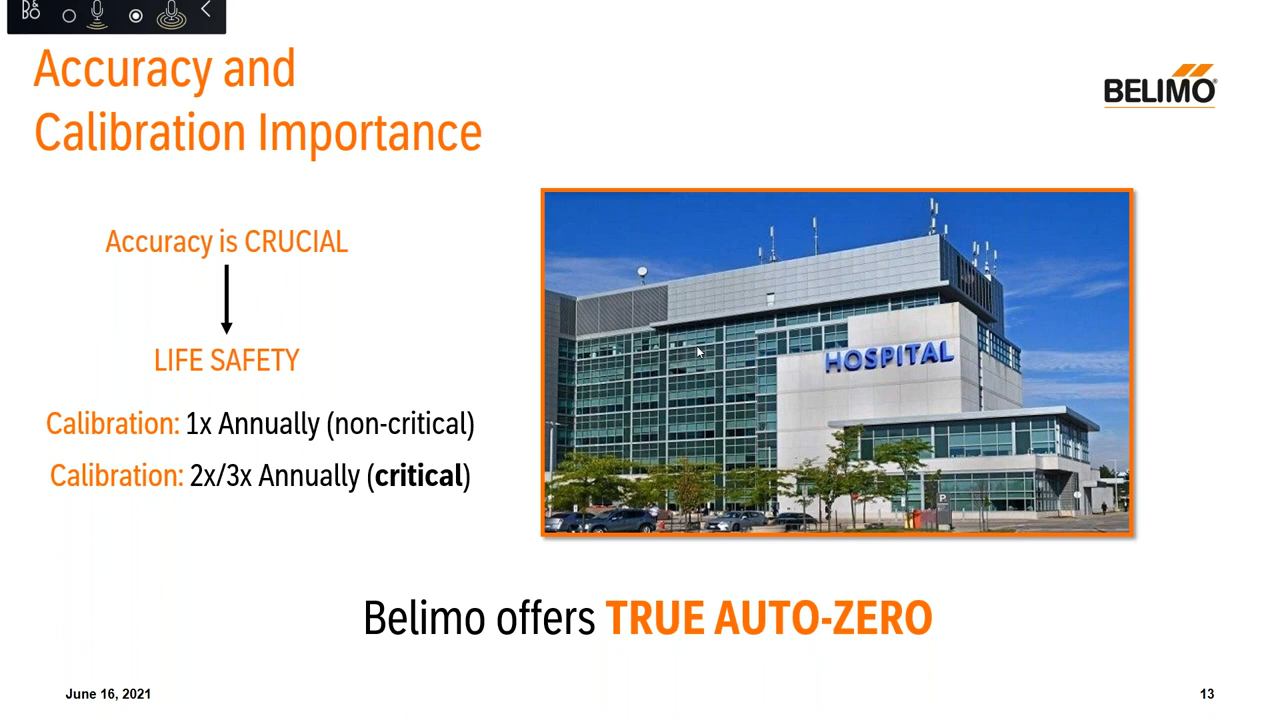 B&
BO
Accuracy and
Calibration Importance
BELIMO®
Accuracy is CRUCIAL
LIFE SAFETY
Calibration: 1x Annually (non-critical)
Calibration: 2x/3x Annually (critical)
HOSPITAL
P
Belimo offers TRUE AUTO-ZERO
June 16, 2021
13